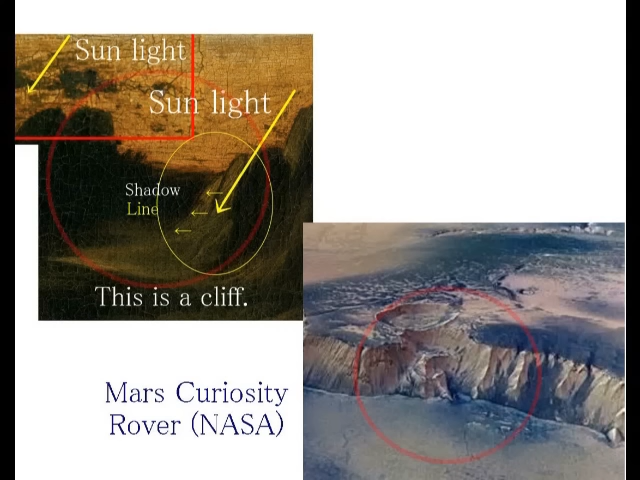 Sun light
Sun light
Shadow
Line
This is a cliff.
Mars Curiosity
Rover (NASA)